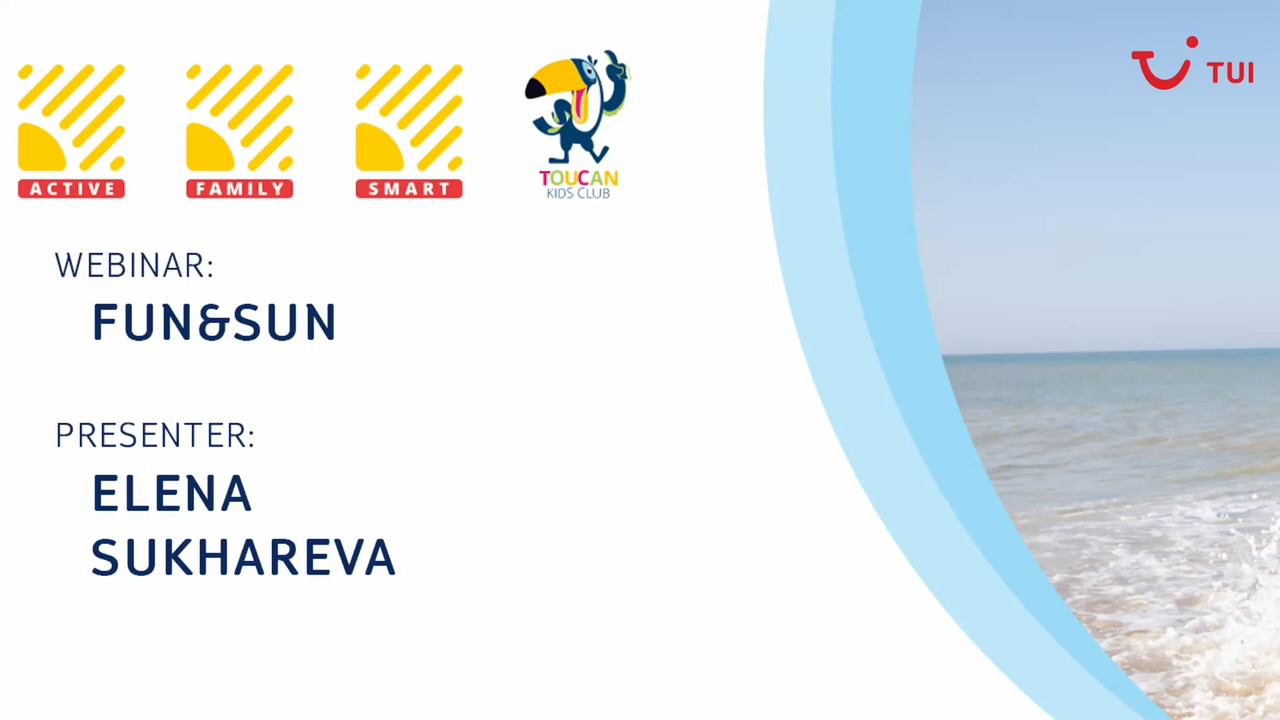 ACTIVE
FAMILY
SMART
TOUCAN
KIDS CLUB
TUI
WEBINAR:
FUN&SUN
PRESENTER:
ELENA
SUKHAREVA